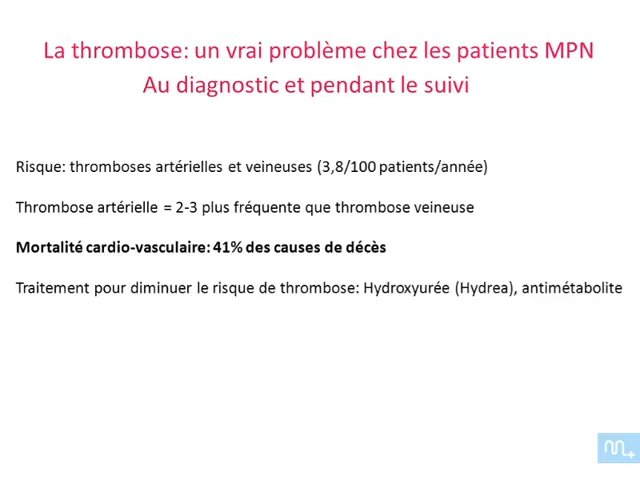 La thrombose: un vrai problème chez les patients MPN
Au diagnostic et pendant le suivi
Risque: thromboses artérielles et veineuses (3,8/100 patients/année)
Thrombose artérielle = 2-3 plus fréquente que thrombose veineuse
Mortalité cardio-vasculaire: 41% des causes de décès
Traitement pour diminuer le risque de thrombose: Hydroxyurée (Hydrea), antimétabolite